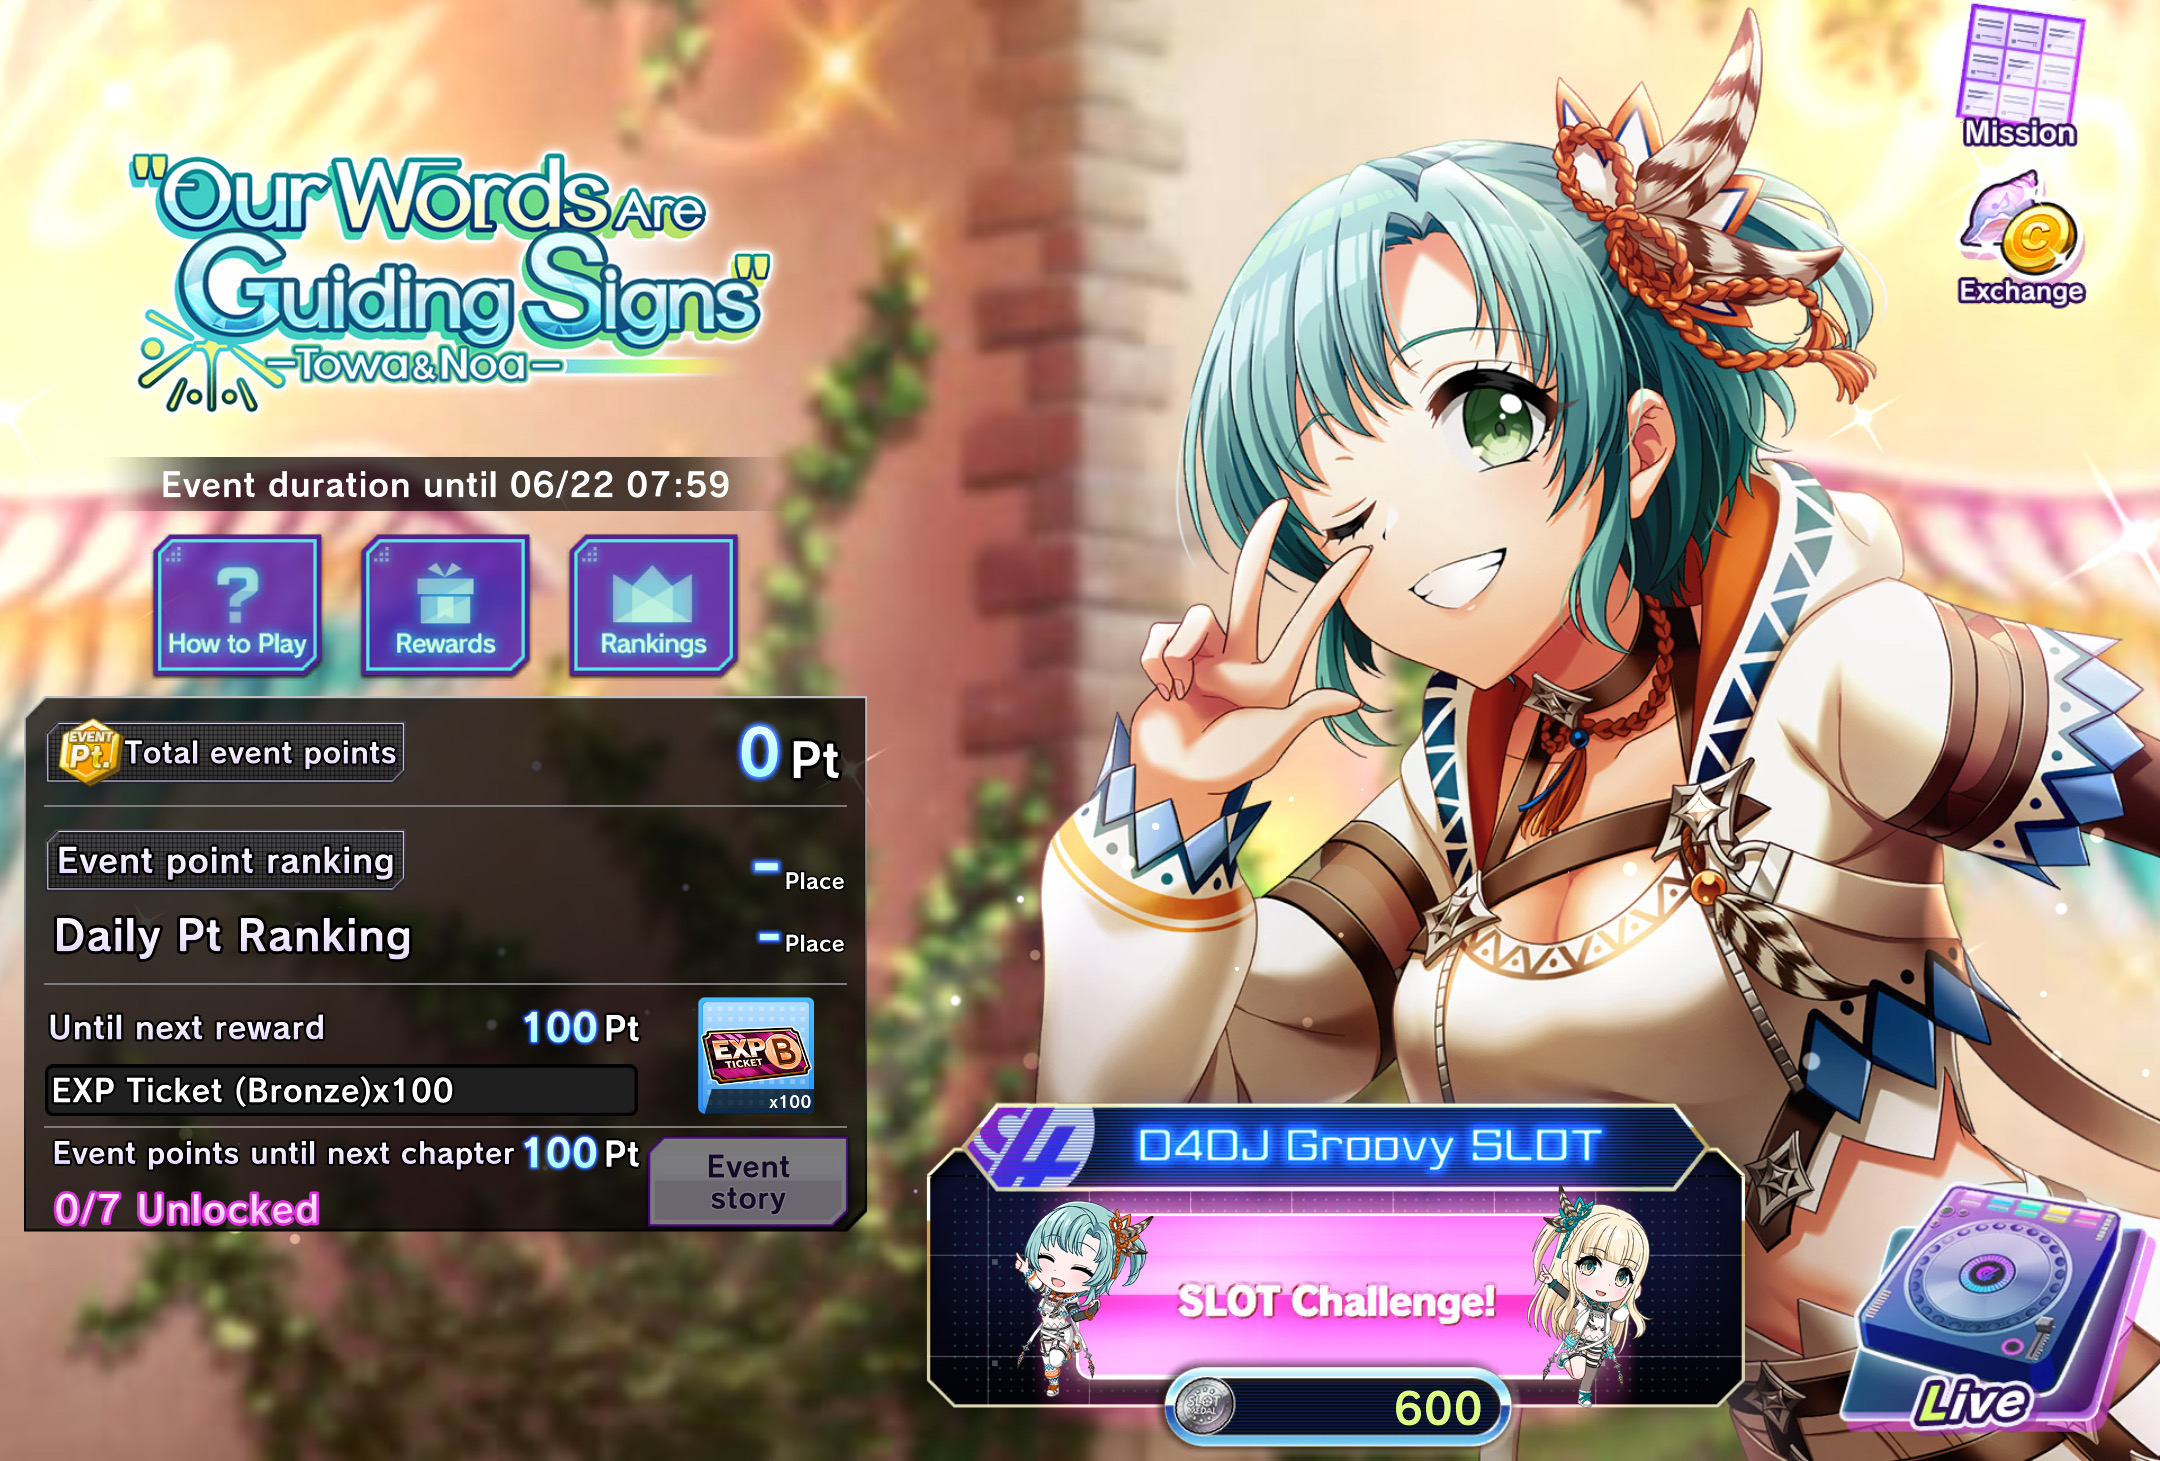 "Our Words Are
Guiding Signs"
-Towa&Noa-
Event duration until 06/22 07:59
How to Play
Rewards
Rankings
EVENT
Pt.
Total event points
0 Pt
Event point ranking
- Place
Daily Pt Ranking
- Place
Until next reward
100 Pt
EXP Ticket (Bronze)x100
EXP B
TICKET
x100
Event points until next chapter 100 Pt
0/7 Unlocked
Event
story
Mission
C
Exchange
D4DJ Groovy SLOT
SLOT Challenge!
SLOT
MEDAL
600
Live